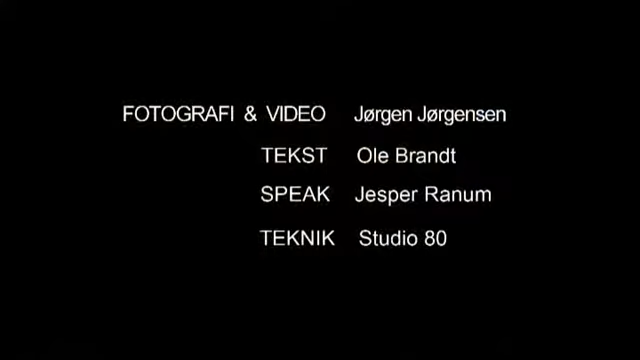 FOTOGRAFI & VIDEO Jørgen Jørgensen
TEKST Ole Brandt
SPEAK Jesper Ranum
TEKNIK Studio 80